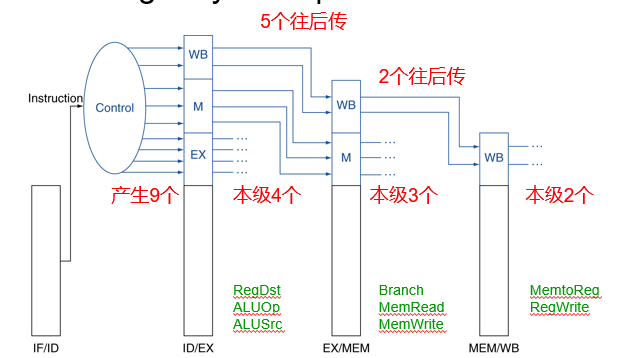 5个往后传
WB
Instruction
Control
M
EX
2个往后传
WB
M
WB
产生9个
本级4个
本级3个
本级2个
RegDst
ALUOp
ALUSrc
Branch
MemRead
MemWrite
MemtoReg
RegWrite
IF/ID
ID/EX
EX/MEM
MEM/WB